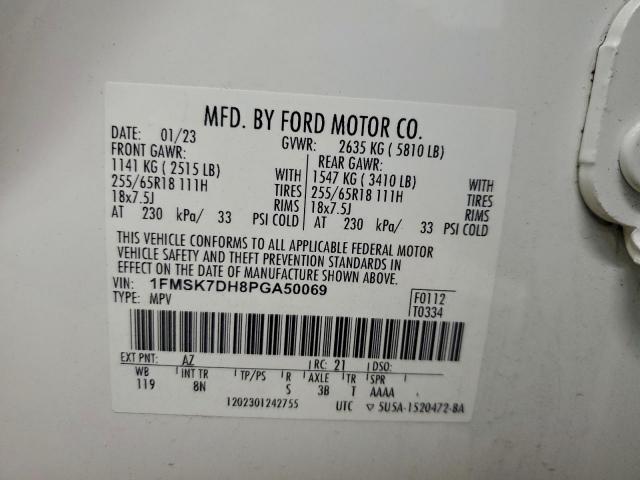 MFD. BY FORD MOTOR CO.
DATE: 01/23 GVWR: 2635 KG ( 5810 LB)
FRONT GAWR: REAR GAWR:
1141 KG ( 2515 LB) WITH 1547 KG ( 3410 LB) WITH
255/65R18 111H TIRES 255/65R18 111H TIRES
18x7.5J RIMS 18x7.5J RIMS
AT 230 kPa/ 33 PSI COLD AT 230 kPa/ 33 PSI COLD
THIS VEHICLE CONFORMS TO ALL APPLICABLE FEDERAL MOTOR
VEHICLE SAFETY AND THEFT PREVENTION STANDARDS IN
EFFECT ON THE DATE OF MANUFACTURE SHOWN ABOVE.
VIN: 1FMSK7DH8PGA50069 F0112
TYPE: MPV T0334
EXT PNT: AZ RC: 21 DSO:
WB INT TR TP/PS R AXLE TR SPR
119 8N S 3B T AAAA
1202301242755 UTC ▽ 5U5A-1520472-BA